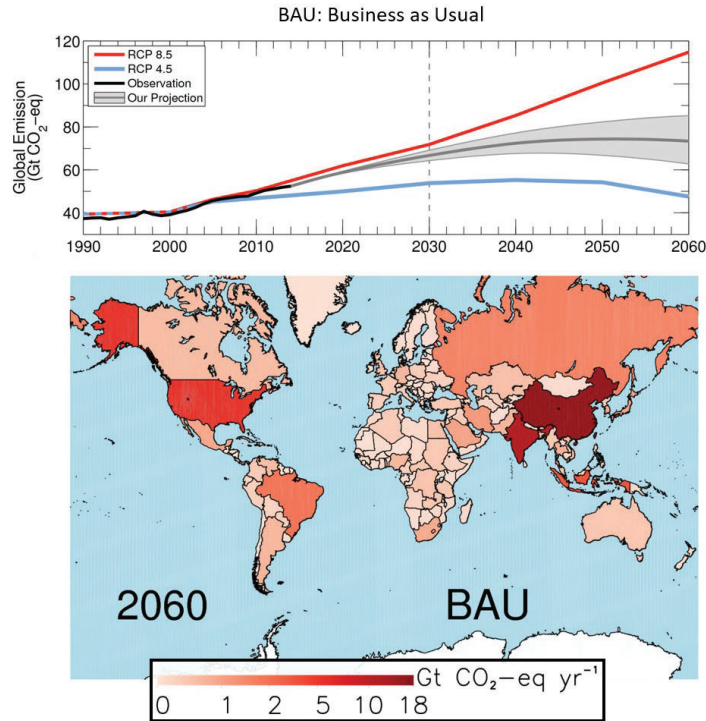 BAU: Business as Usual
120
100
80
60
40
Global Emission
(Gt CO₂–eq)
RCP 8.5
RCP 4.5
Observation
Our Projection
1990 2000 2010 2020 2030 2040 2050 2060
2060 BAU
Gt CO₂–eq yr⁻¹
0 1 2 5 10 18